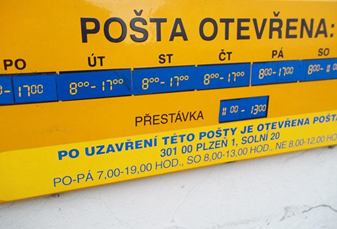 POŠTA OTEVŘENA:
PO ÚT ST ČT PÁ SO
-17⁰⁰ 8⁰⁰-17⁰⁰ 8⁰⁰-17⁰⁰ 8⁰⁰-17⁰⁰ 8⁰⁰-17⁰⁰ 8⁰⁰-
PŘESTÁVKA 11⁰⁰-13⁰⁰
PO UZAVŘENÍ TÉTO POŠTY JE OTEVŘENA POŠTA
301 00 PLZEŇ 1, SOLNÍ 20
PO-PÁ 7,00-19,00 HOD., SO 8,00-13,00 HOD., NE 8,00-12,00